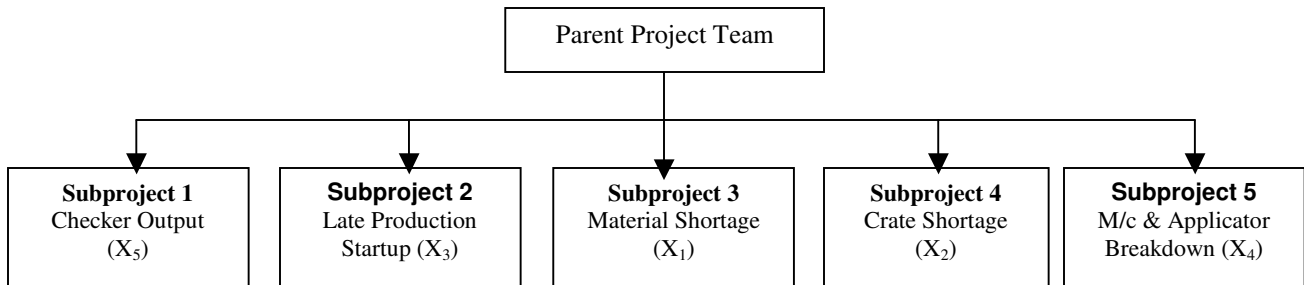 Parent Project Team
Subproject 1
Checker Output
(X₅)
Subproject 2
Late Production
Startup (X₃)
Subproject 3
Material Shortage
(X₁)
Subproject 4
Crate Shortage
(X₂)
Subproject 5
M/c & Applicator
Breakdown (X₄)